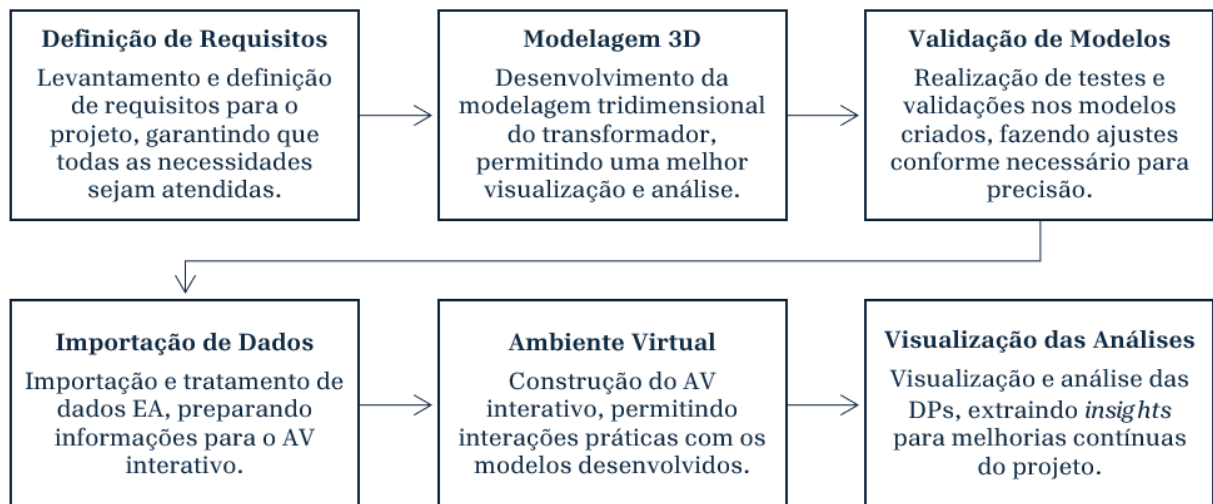 Definição de Requisitos
Levantamento e definição
de requisitos para o
projeto, garantindo que
todas as necessidades
sejam atendidas.
Modelagem 3D
Desenvolvimento da
modelagem tridimensional
do transformador,
permitindo uma melhor
visualização e análise.
Validação de Modelos
Realização de testes e
validações nos modelos
criados, fazendo ajustes
conforme necessário para
precisão.
Importação de Dados
Importação e tratamento de
dados EA, preparando
informações para o AV
interativo.
Ambiente Virtual
Construção do AV
interativo, permitindo
interações práticas com os
modelos desenvolvidos.
Visualização das Análises
Visualização e análise das
DPs, extraindo insights
para melhorias contínuas
do projeto.